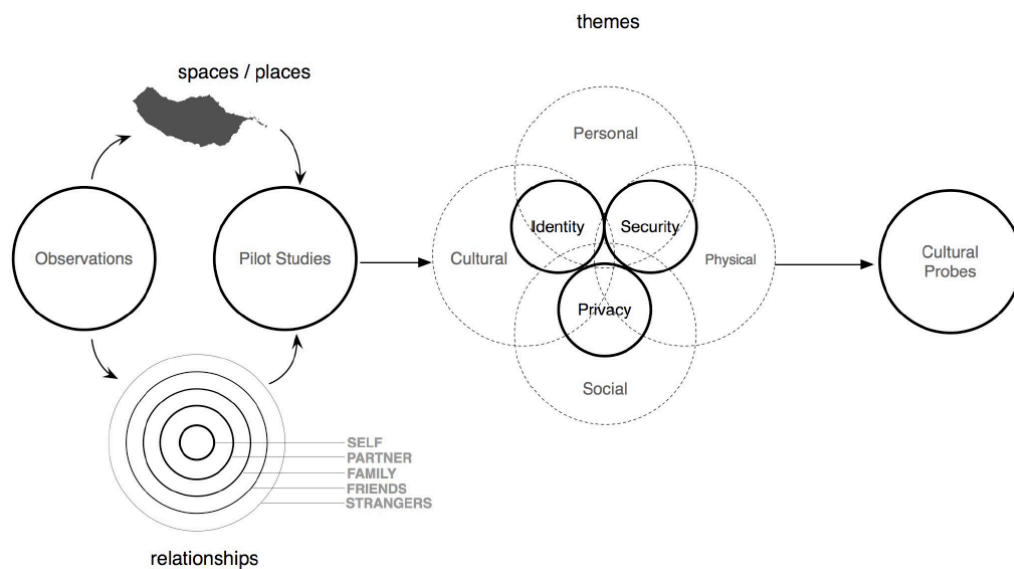 themes
spaces / places
Personal
Identity
Security
Observations
Pilot Studies
Cultural
Physical
Cultural
Probes
Privacy
Social
SELF
PARTNER
FAMILY
FRIENDS
STRANGERS
relationships